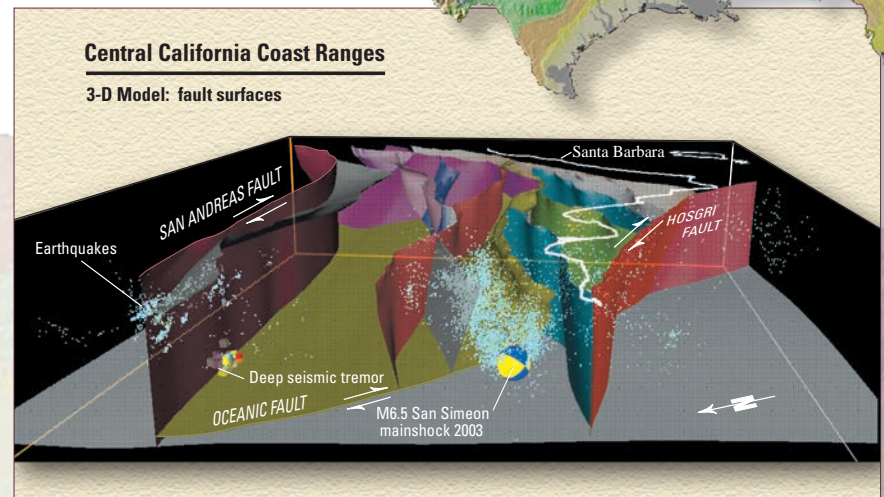 Central California Coast Ranges
3-D Model: fault surfaces
Santa Barbara
SAN ANDREAS FAULT
HOSGRI
FAULT
Earthquakes
Deep seismic tremor
OCEANIC FAULT
M6.5 San Simeon
mainshock 2003
N